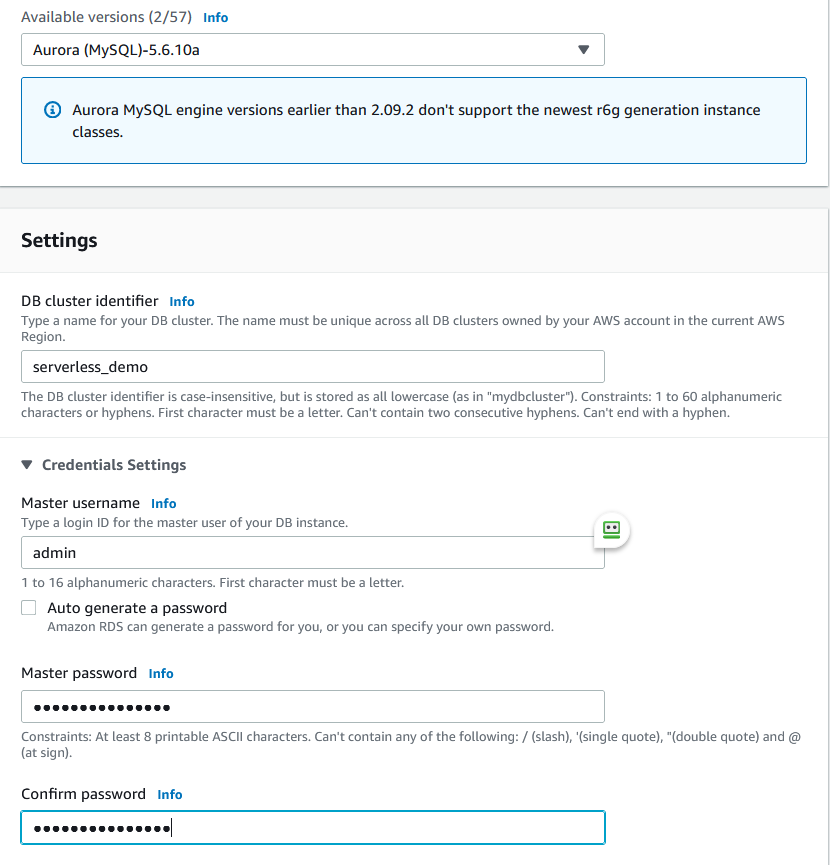 Available versions (2/57) Info
Aurora (MySQL)-5.6.10a
Aurora MySQL engine versions earlier than 2.09.2 don't support the newest r6g generation instance
classes.
Settings
DB cluster identifier Info
Type a name for your DB cluster. The name must be unique across all DB clusters owned by your AWS account in the current AWS
Region.
serverless_demo
The DB cluster identifier is case-insensitive, but is stored as all lowercase (as in "mydbcluster"). Constraints: 1 to 60 alphanumeric
characters or hyphens. First character must be a letter. Can't contain two consecutive hyphens. Can't end with a hyphen.
Credentials Settings
Master username Info
Type a login ID for the master user of your DB instance.
admin
1 to 16 alphanumeric characters. First character must be a letter.
Auto generate a password
Amazon RDS can generate a password for you, or you can specify your own password.
Master password Info
•••••••••••••••
Constraints: At least 8 printable ASCII characters. Can't contain any of the following: / (slash), '(single quote), "(double quote) and @
(at sign).
Confirm password Info
•••••••••••••••